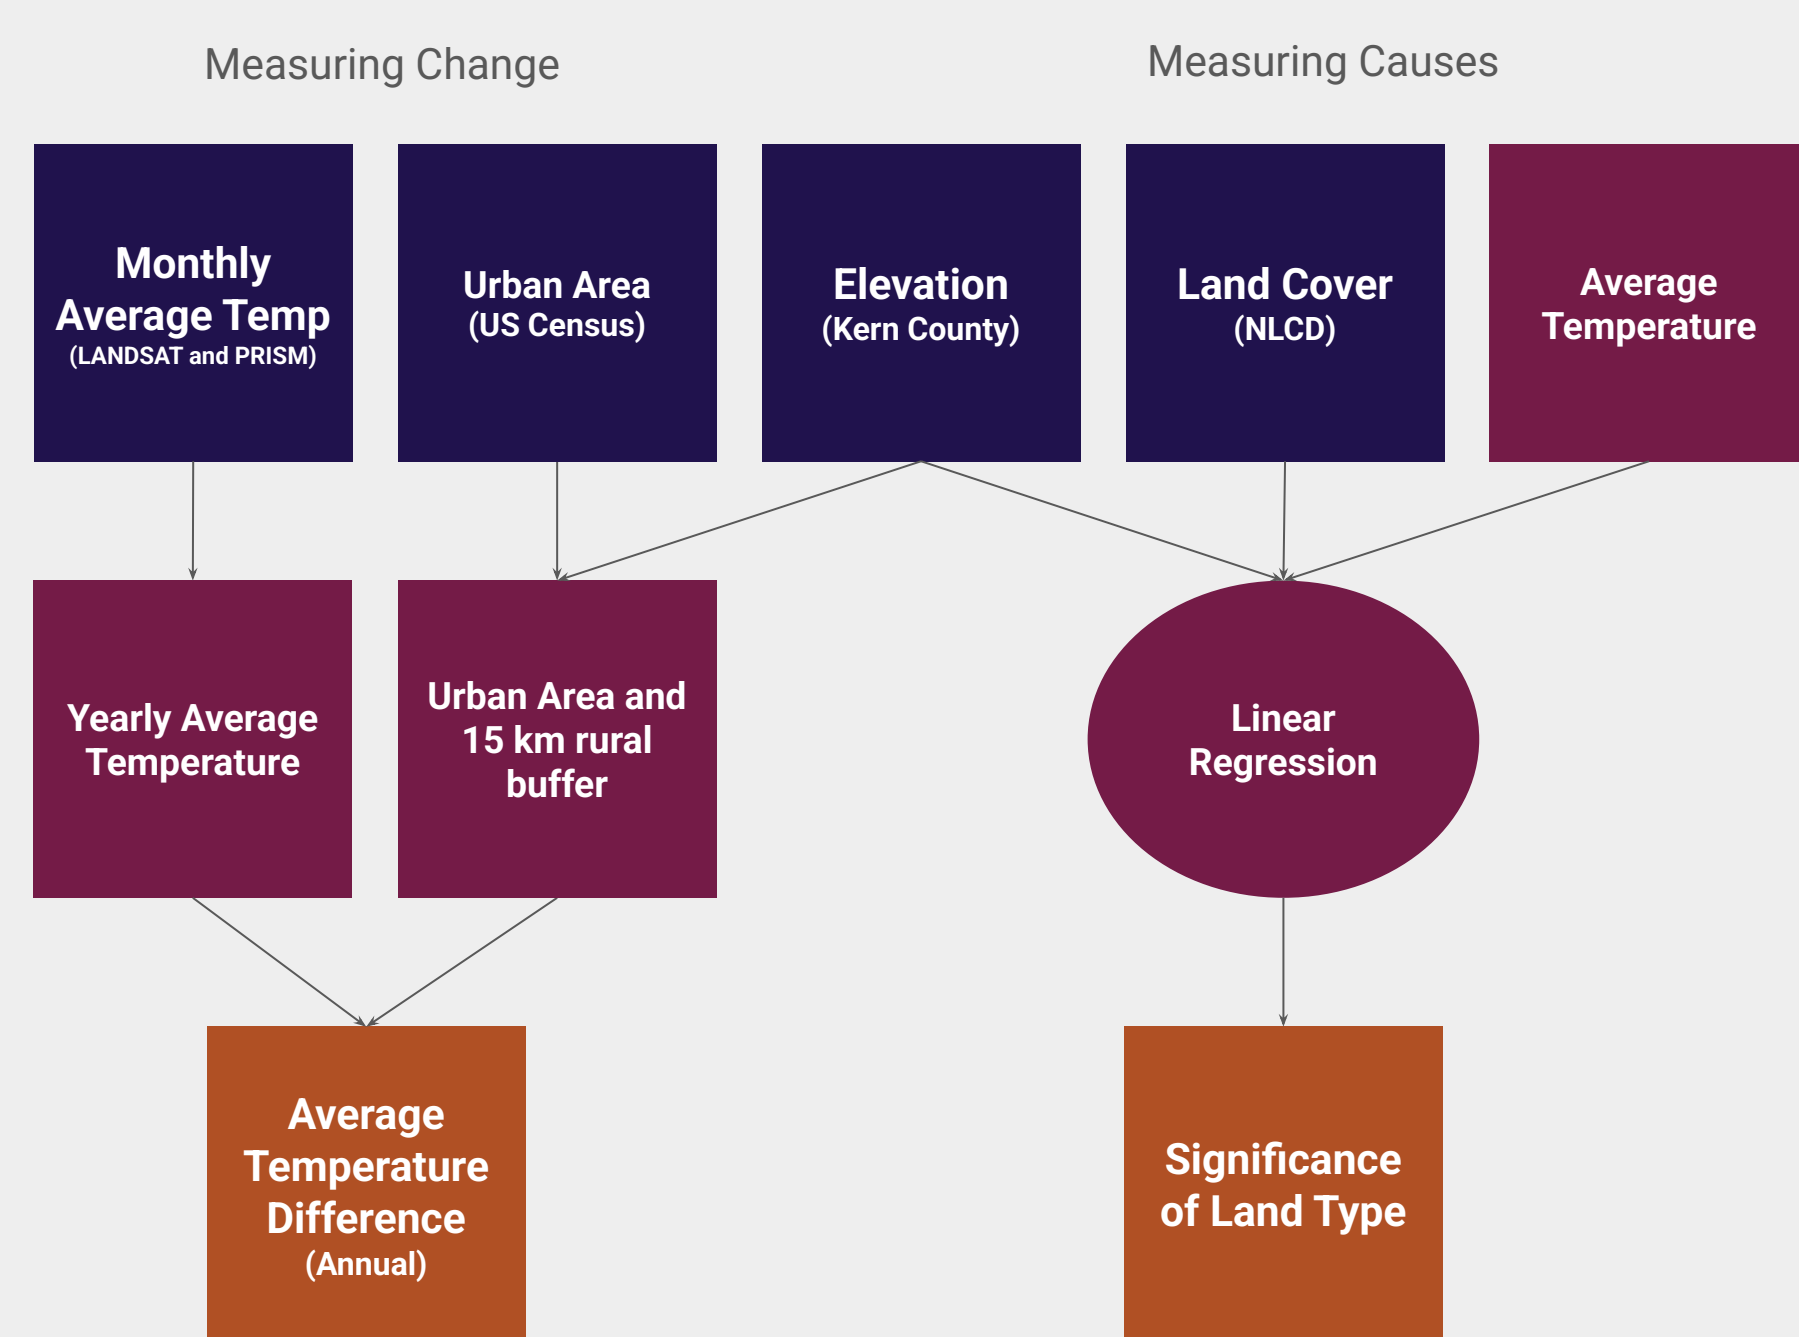 Measuring Change
Measuring Causes
Monthly
Average Temp
(LANDSAT and PRISM)
Urban Area
(US Census)
Elevation
(Kern County)
Land Cover
(NLCD)
Average
Temperature
Yearly Average
Temperature
Urban Area and
15 km rural
buffer
Linear
Regression
Average
Temperature
Difference
(Annual)
Significance
of Land Type